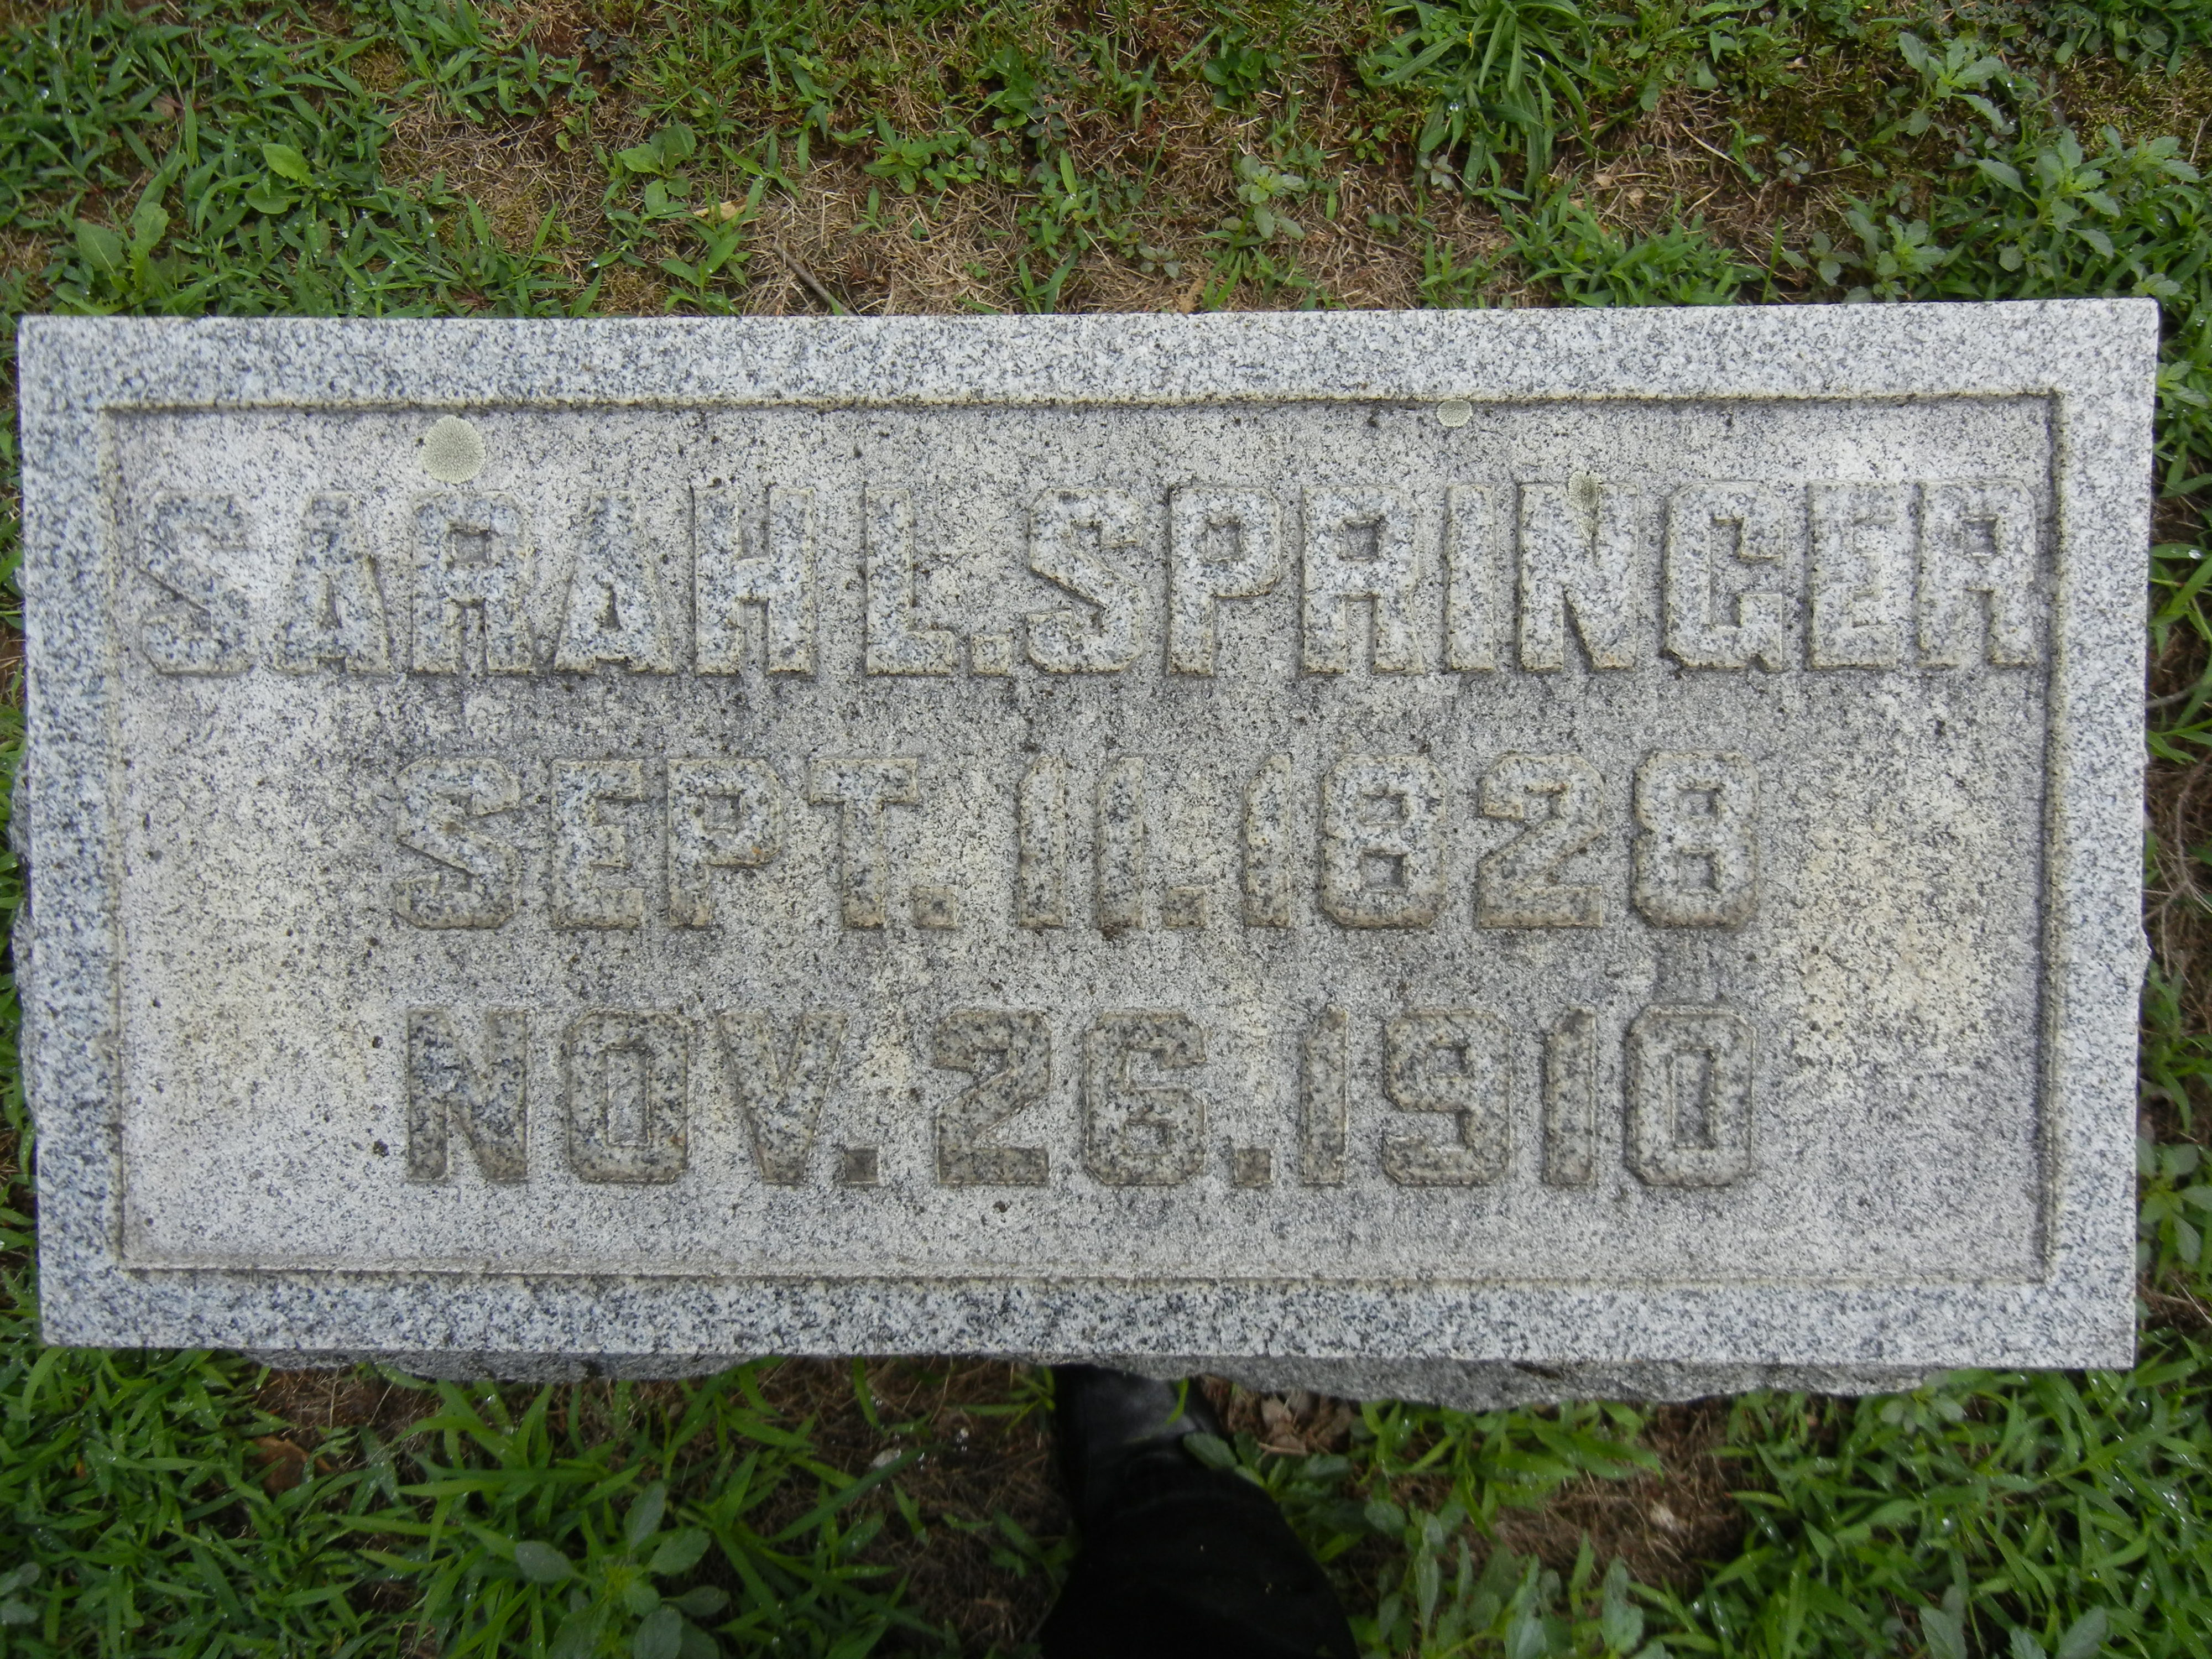 SARAH L. SPRINGER
SEPT. 11. 1828
NOV. 26. 1910